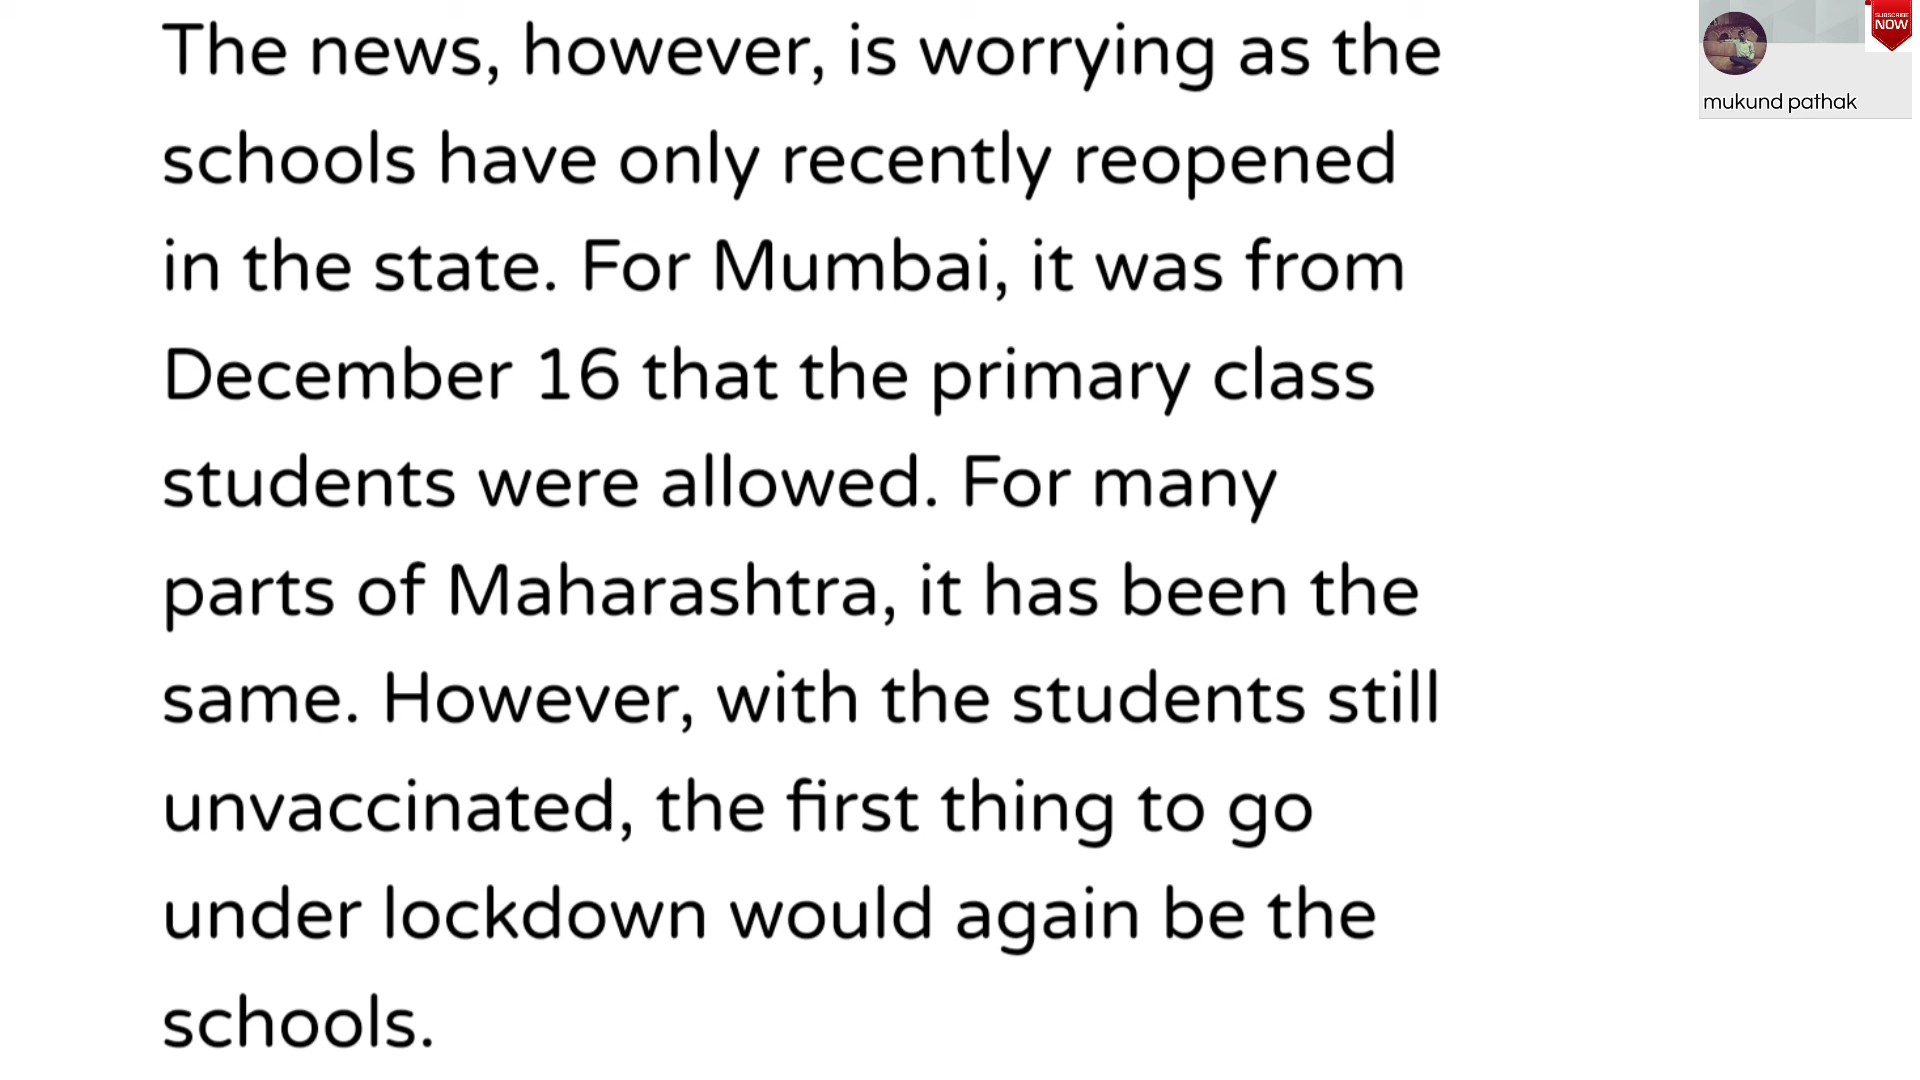 The news, however, is worrying as the
schools have only recently reopened
in the state. For Mumbai, it was from
December 16 that the primary class
students were allowed. For many
parts of Maharashtra, it has been the
same. However, with the students still
unvaccinated, the first thing to go
under lockdown would again be the
schools.
SUBSCRIBE
NOW
mukund pathak